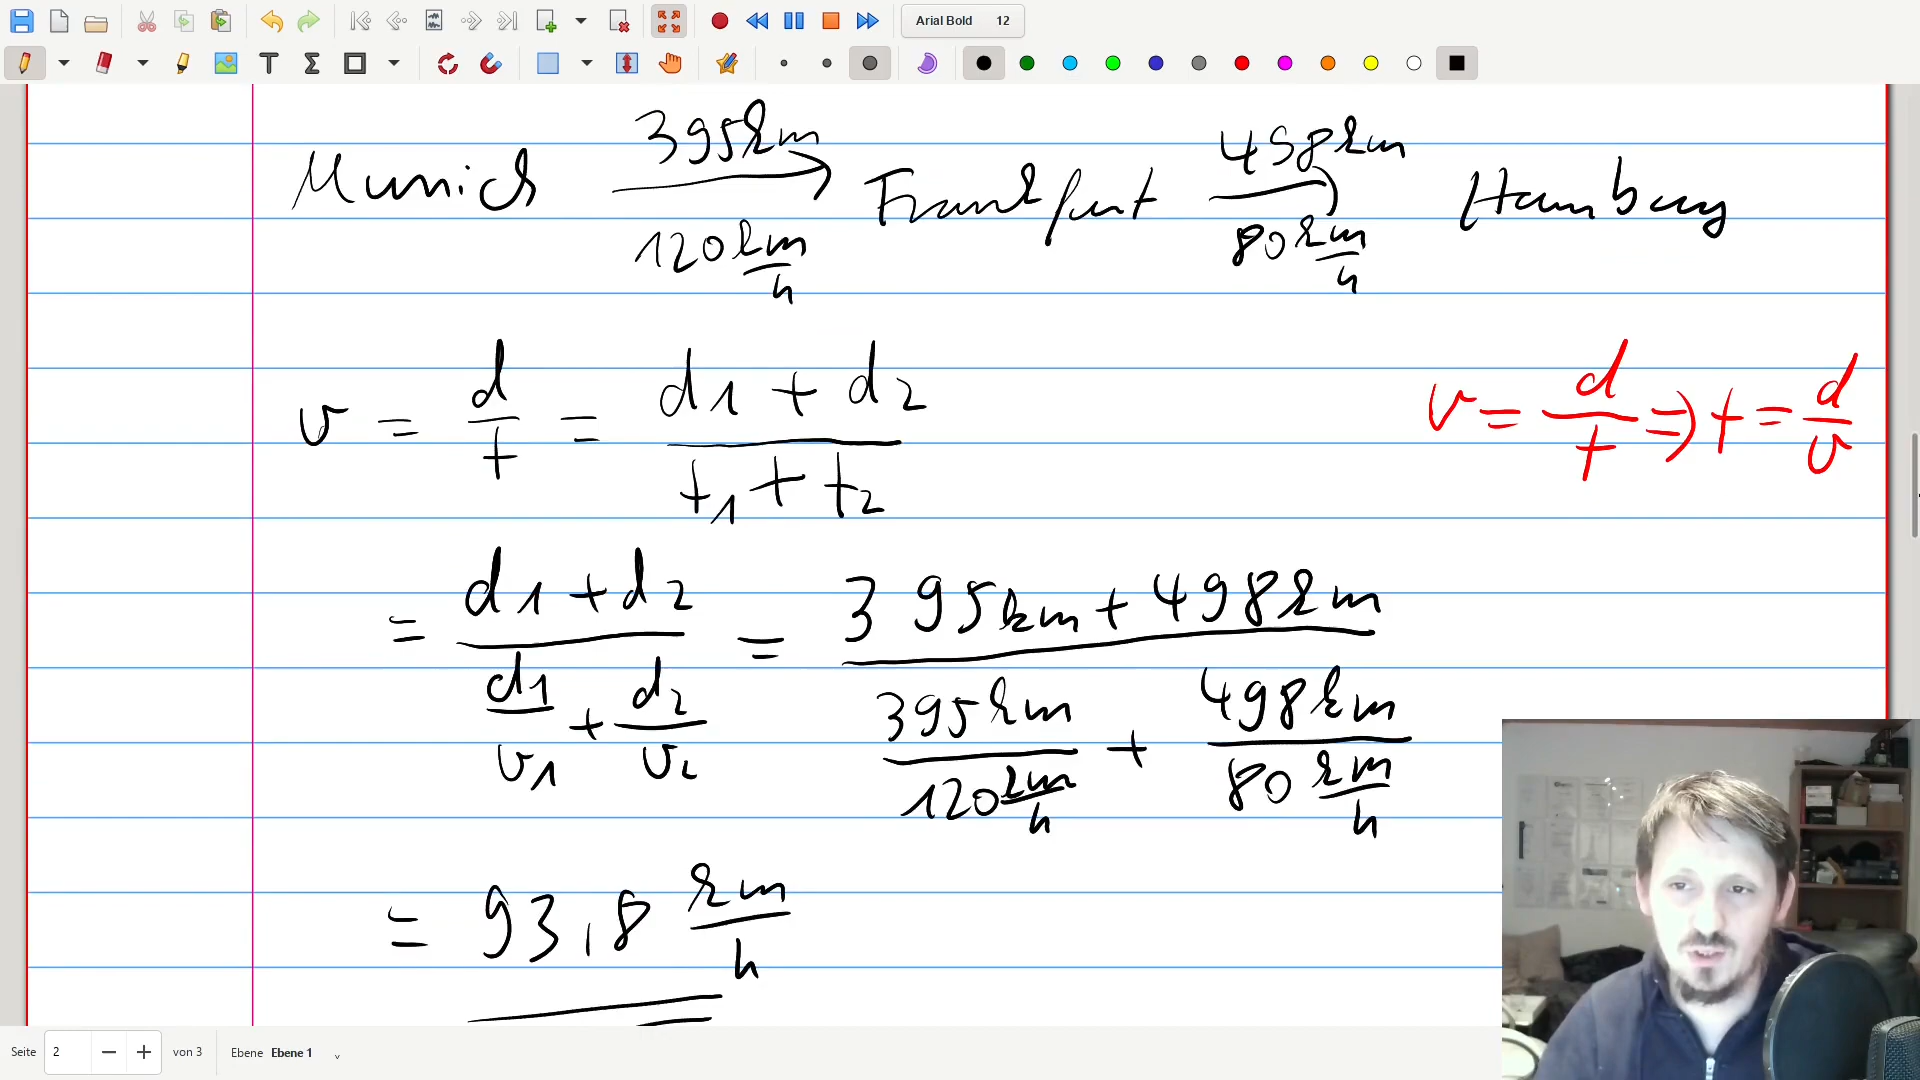 Arial Bold 12
Munich 395km 120 km/h → Frankfurt 498km 80 km/h → Hamburg
v = d/t = (d1 + d2)/(t1 + t2)
v = d/t => t = d/v
= (d1 + d2)/(d1/v1 + d2/v2) = (395km + 498km)/(395km/(120 km/h) + 498km/(80 km/h))
= 93,8 km/h
Seite 2 von 3 Ebene Ebene 1